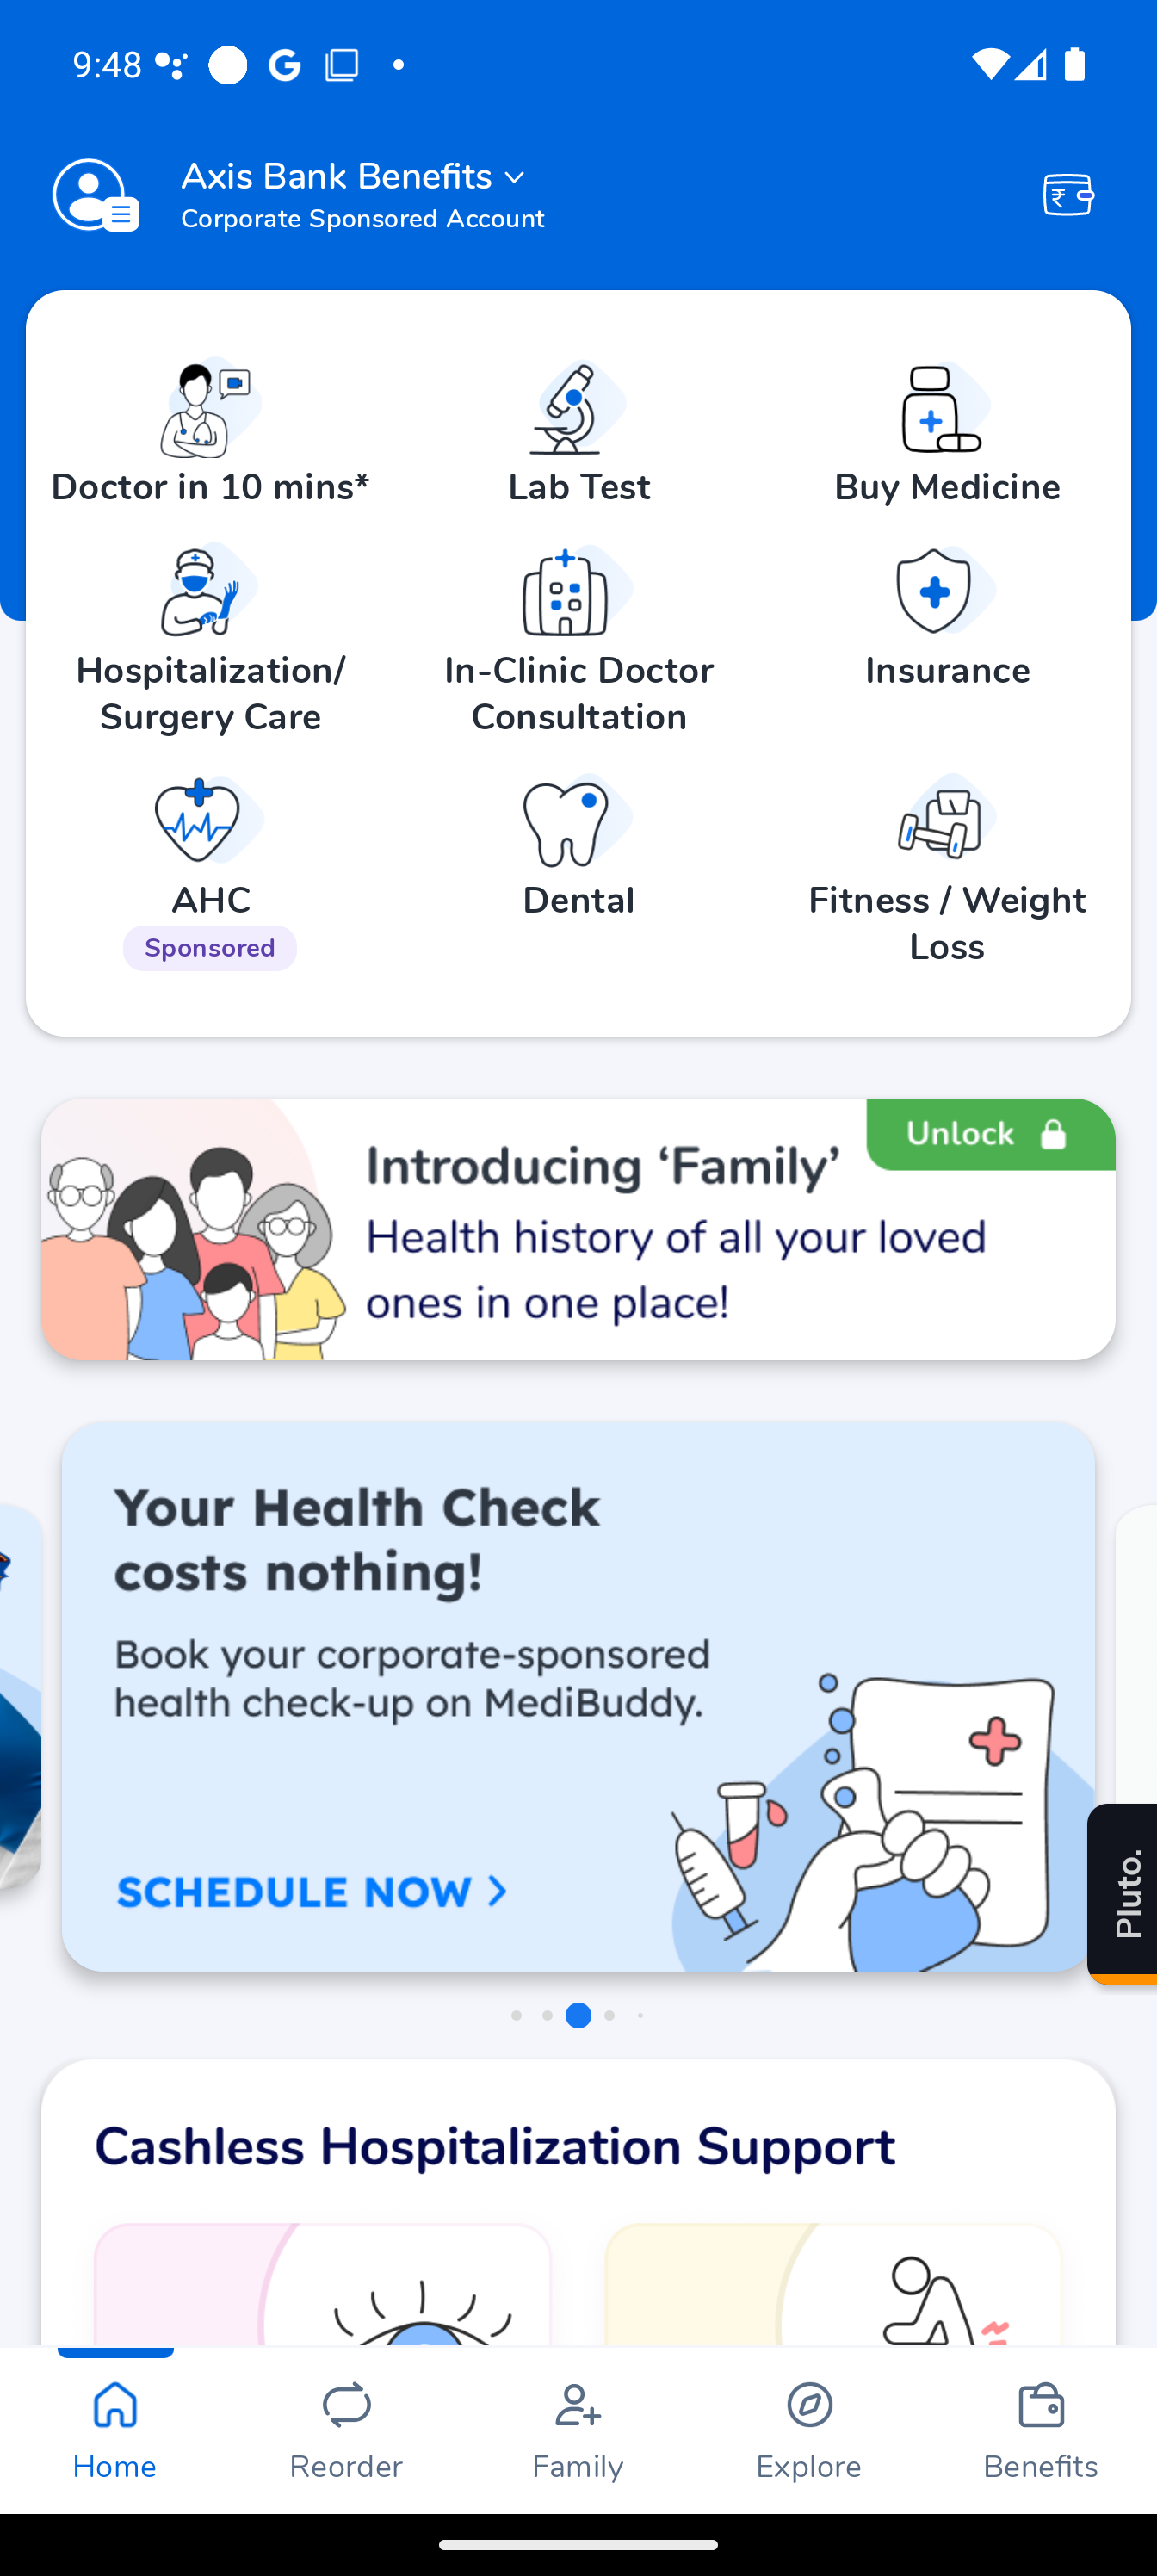 9:48
Axis Bank Benefits
Corporate Sponsored Account
Doctor in 10 mins*
Lab Test
Buy Medicine
Hospitalization/
Surgery Care
In-Clinic Doctor
Consultation
Insurance
AHC
Sponsored
Dental
Fitness / Weight
Loss
Unlock
Introducing ‘Family’
Health history of all your loved
ones in one place!
Your Health Check
costs nothing!
Book your corporate-sponsored
health check-up on MediBuddy.
SCHEDULE NOW >
Pluto.
Cashless Hospitalization Support
Home
Reorder
Family
Explore
Benefits